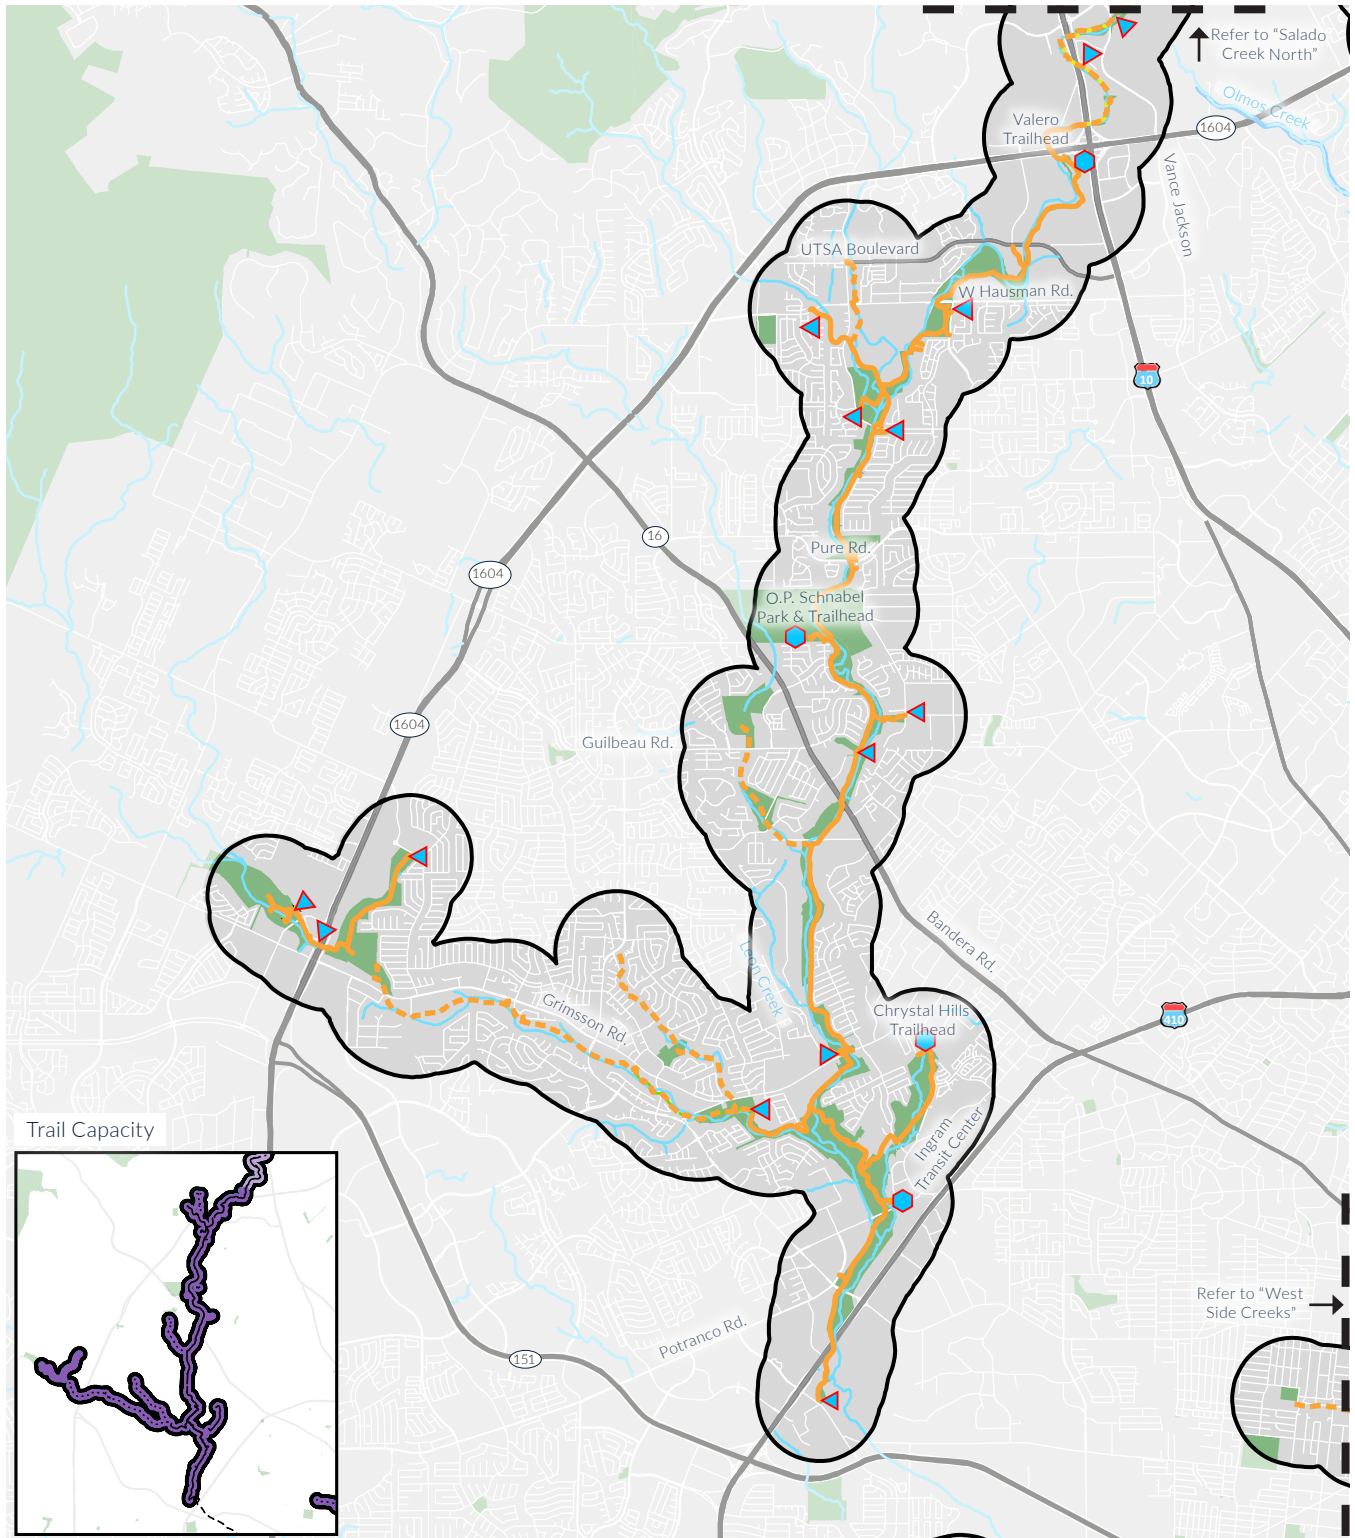 Refer to “Salado
Creek North”
Olmos Creek
Valero
Trailhead
1604
Vance Jackson
UTSA Boulevard
W Hausman Rd.
10
16
Pure Rd.
1604
O.P. Schnabel
Park & Trailhead
1604
Guilbeau Rd.
Bandera Rd.
Leon Creek
Grimsson Rd.
Chrystal Hills
Trailhead
410
Trail Capacity
Ingram
Transit Center
Refer to “West
Side Creeks”
Potranco Rd.
151